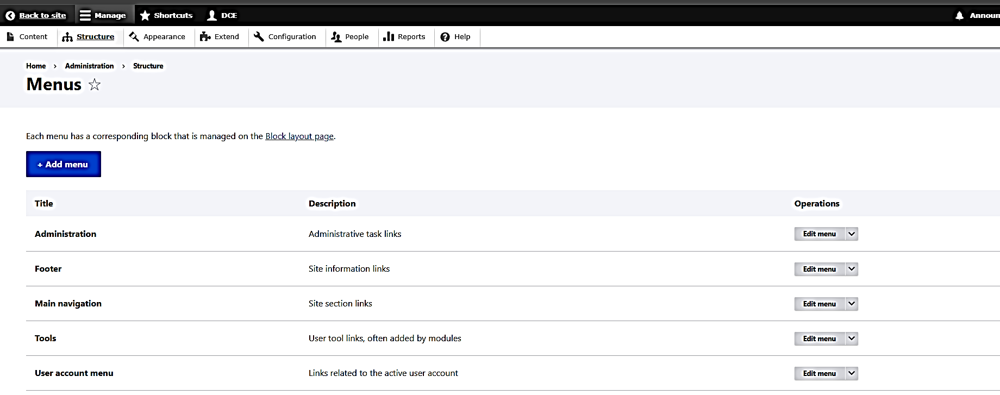 Back to site Manage Shortcuts DCE Announ
Content Structure Appearance Extend Configuration People Reports Help
Home > Administration > Structure
Menus
Each menu has a corresponding block that is managed on the Block layout page.
+ Add menu
Title Description Operations
Administration Administrative task links Edit menu
Footer Site information links Edit menu
Main navigation Site section links Edit menu
Tools User tool links, often added by modules Edit menu
User account menu Links related to the active user account Edit menu